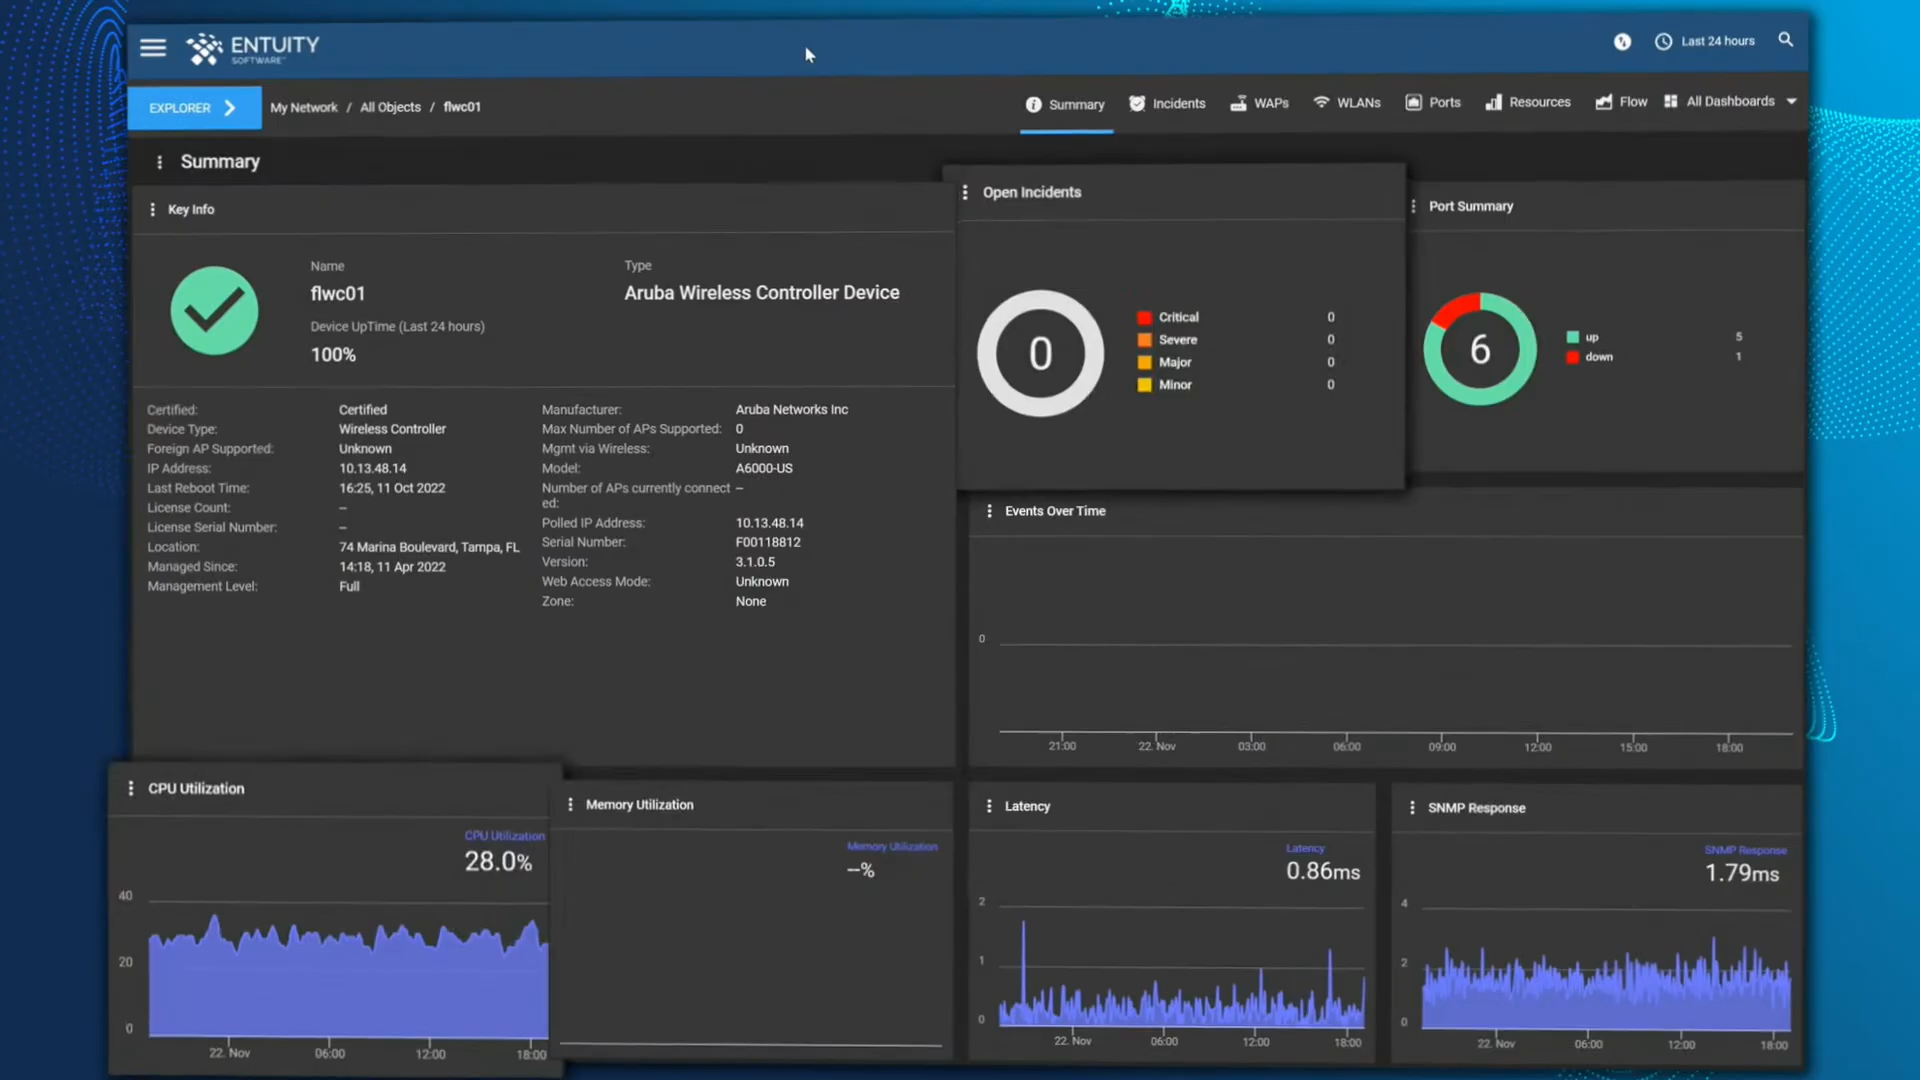 ENTUITY
SOFTWARE™
Last 24 hours
EXPLORER
My Network / All Objects / flwc01
Summary
Incidents
WAPs
WLANs
Ports
Resources
Flow
All Dashboards
Summary
Key Info
Name
flwc01
Device UpTime (Last 24 hours)
100%
Type
Aruba Wireless Controller Device
Certified: Certified
Device Type: Wireless Controller
Foreign AP Supported: Unknown
IP Address: 10.13.48.14
Last Reboot Time: 16:25, 11 Oct 2022
License Count: –
License Serial Number: –
Location: 74 Marina Boulevard, Tampa, FL
Managed Since: 14:18, 11 Apr 2022
Management Level: Full
Manufacturer: Aruba Networks Inc
Max Number of APs Supported: 0
Mgmt via Wireless: Unknown
Model: A6000-US
Number of APs currently connect –
ed:
Polled IP Address: 10.13.48.14
Serial Number: F00118812
Version: 3.1.0.5
Web Access Mode: Unknown
Zone: None
Open Incidents
0
Critical 0
Severe 0
Major 0
Minor 0
Port Summary
6
up 5
down 1
Events Over Time
0
21:00 22. Nov 03:00 06:00 09:00 12:00 15:00 18:00
CPU Utilization
CPU Utilization
28.0%
40
20
0
22. Nov 06:00 12:00 18:00
Memory Utilization
Memory Utilization
--%
Latency
Latency
0.86ms
2
1
0
22. Nov 06:00 12:00 18:00
SNMP Response
SNMP Response
1.79ms
4
2
0
22. Nov 06:00 12:00 18:00